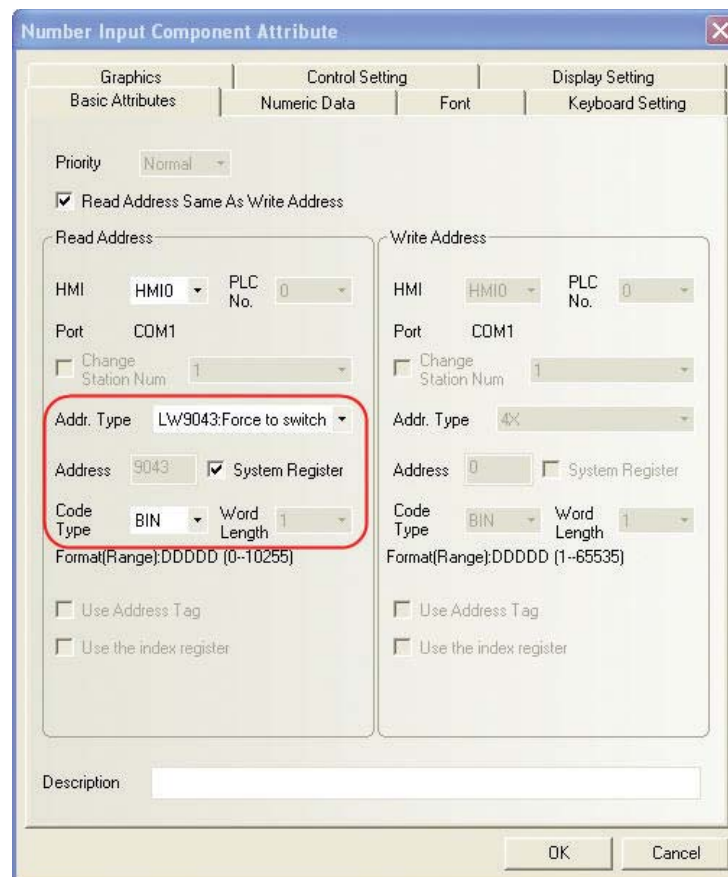 Number Input Component Attribute
Graphics Control Setting Display Setting
Basic Attributes Numeric Data Font Keyboard Setting
Priority Normal
Read Address Same As Write Address
Read Address
HMI HMI0 PLC No. 0
Port COM1
Change Station Num 1
Addr. Type LW9043:Force to switch
Address 9043 System Register
Code Type BIN Word Length 1
Format(Range):DDDDD (0--10255)
Use Address Tag
Use the index register
Write Address
HMI HMI0 PLC No. 0
Port COM1
Change Station Num 1
Addr. Type 4X
Address 0 System Register
Code Type BIN Word Length 1
Format(Range):DDDDD (1--65535)
Use Address Tag
Use the index register
Description
OK Cancel